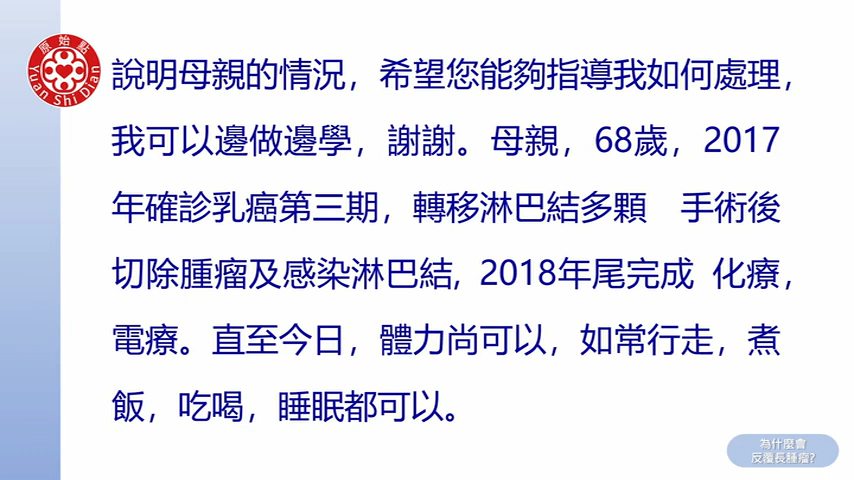 原始點
Yuan Shi Dian
說明母親的情況，希望您能夠指導我如何處理，
我可以邊做邊學，謝謝。母親，68歲，2017
年確診乳癌第三期，轉移淋巴結多顆　手術後
切除腫瘤及感染淋巴結, 2018年尾完成 化療，
電療。直至今日，體力尚可以，如常行走，煮
飯，吃喝，睡眠都可以。
為什麼會
反覆長腫瘤?